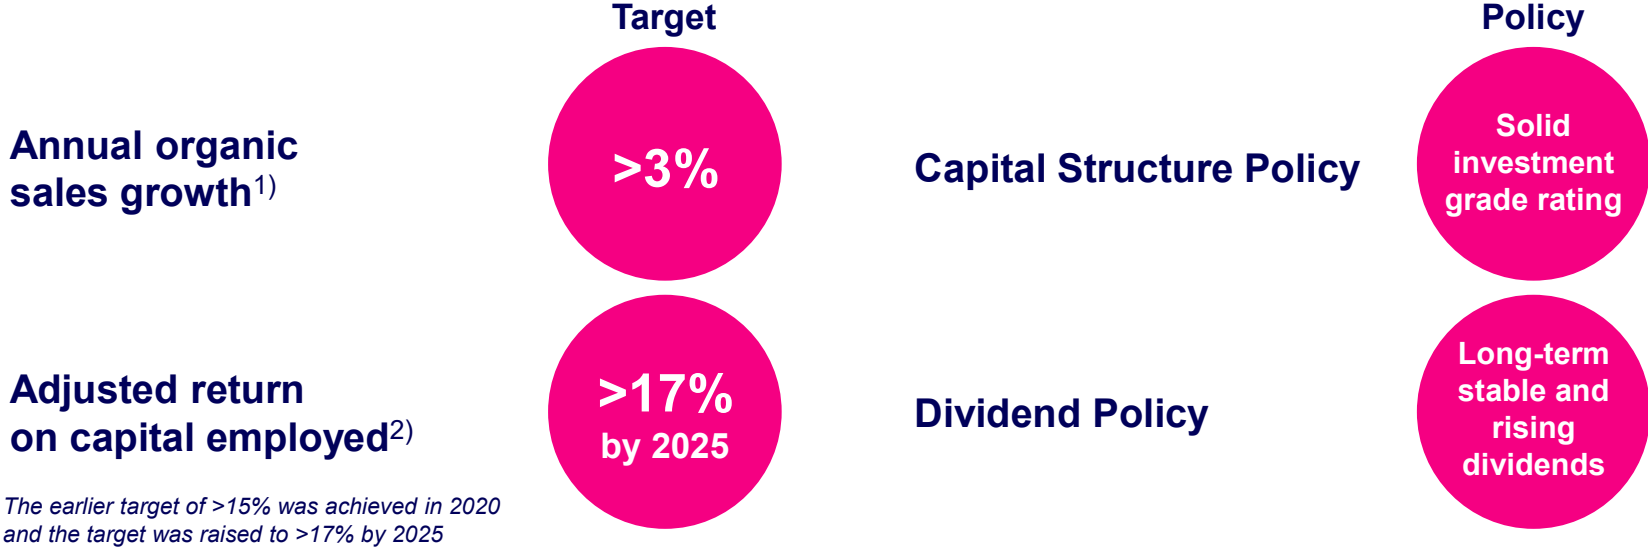 Target
Policy
Annual organic
sales growth1)
>3%
Capital Structure Policy
Solid
investment
grade rating
Adjusted return
on capital employed2)
The earlier target of >15% was achieved in 2020
and the target was raised to >17% by 2025
>17%
by 2025
Dividend Policy
Long-term
stable and
rising
dividends